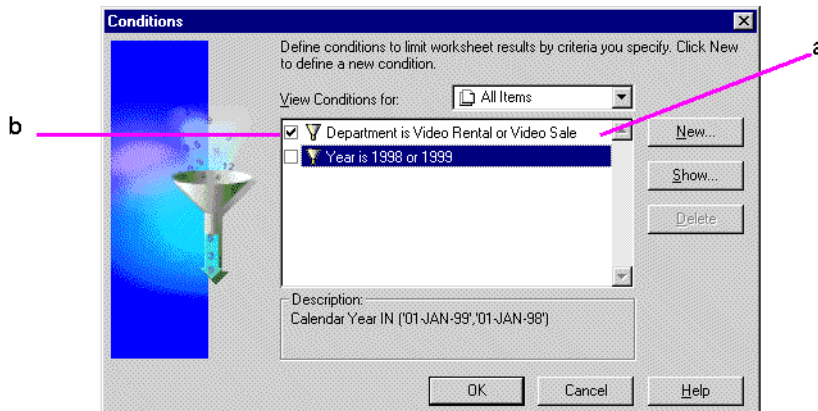 Conditions
Define conditions to limit worksheet results by criteria you specify. Click New
to define a new condition.
a
View Conditions for:
All Items
b
Department is Video Rental or Video Sale
New...
Year is 1998 or 1999
Show...
Delete
Description:
Calendar Year IN ('01-JAN-99','01-JAN-98')
OK
Cancel
Help